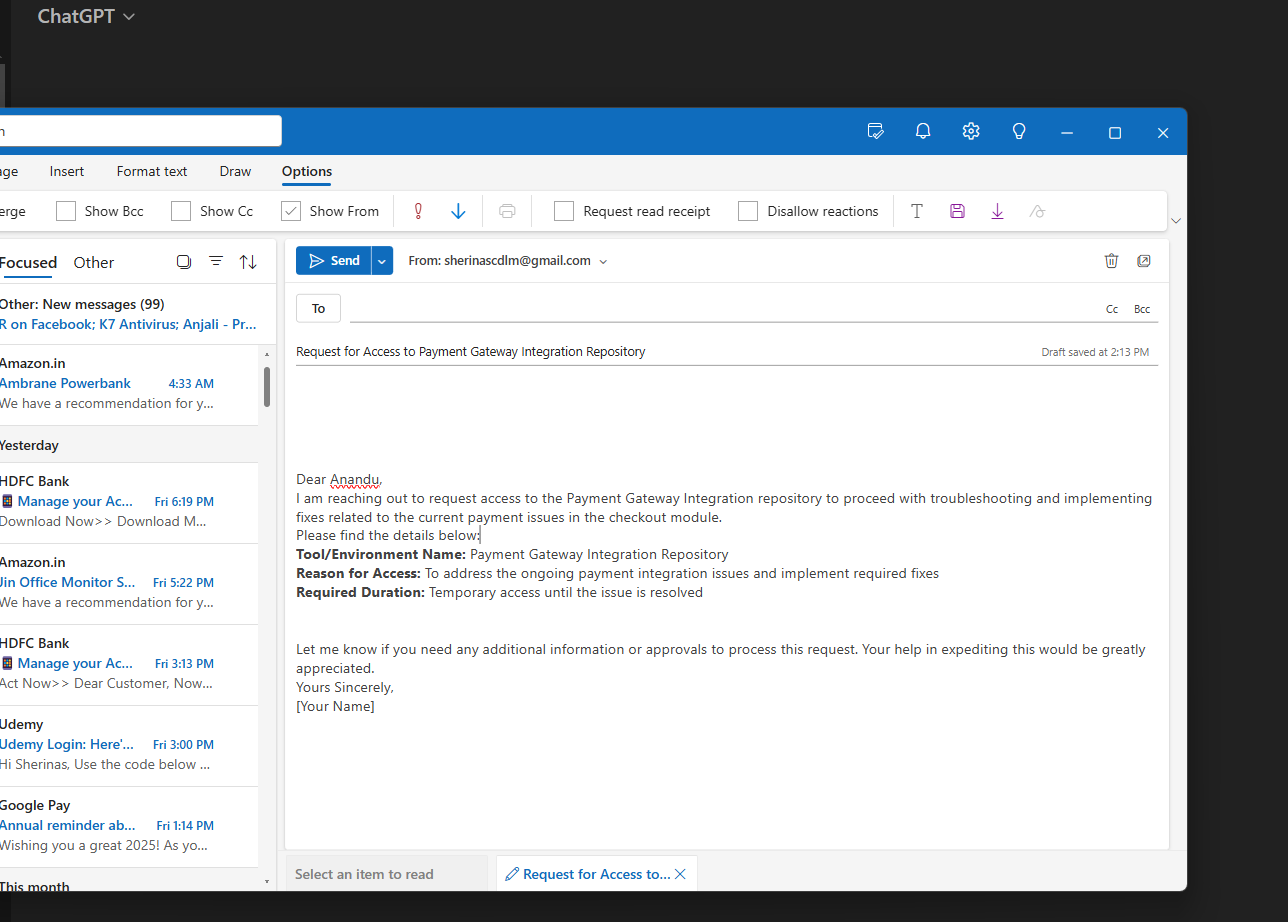 ChatGPT
n
ge Insert Format text Draw Options
erge Show Bcc Show Cc Show From Request read receipt Disallow reactions
Focused Other
Other: New messages (99)
R on Facebook; K7 Antivirus; Anjali - Pr...
Amazon.in
Ambrane Powerbank 4:33 AM
We have a recommendation for y...
Yesterday
HDFC Bank
Manage your Ac... Fri 6:19 PM
Download Now>> Download M...
Amazon.in
Jin Office Monitor S... Fri 5:22 PM
We have a recommendation for y...
HDFC Bank
Manage your Ac... Fri 3:13 PM
Act Now>> Dear Customer, Now...
Udemy
Udemy Login: Here'... Fri 3:00 PM
Hi Sherinas, Use the code below ...
Google Pay
Annual reminder ab... Fri 1:14 PM
Wishing you a great 2025! As yo...
This month
Send From: sherinascdlm@gmail.com
To Cc Bcc
Request for Access to Payment Gateway Integration Repository Draft saved at 2:13 PM
Dear Anandu,
I am reaching out to request access to the Payment Gateway Integration repository to proceed with troubleshooting and implementing
fixes related to the current payment issues in the checkout module.
Please find the details below:
Tool/Environment Name: Payment Gateway Integration Repository
Reason for Access: To address the ongoing payment integration issues and implement required fixes
Required Duration: Temporary access until the issue is resolved
Let me know if you need any additional information or approvals to process this request. Your help in expediting this would be greatly
appreciated.
Yours Sincerely,
[Your Name]
Select an item to read Request for Access to...